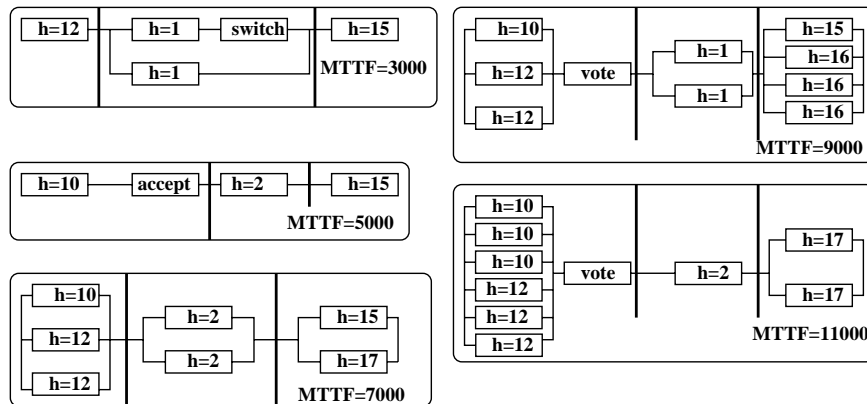 h=12 h=1 switch h=15
h=1
MTTF=3000
h=10 accept h=2 h=15
MTTF=5000
h=10
h=12
h=12
h=2
h=2
h=15
h=17
MTTF=7000
h=10
h=12
h=12
vote
h=1
h=1
h=15
h=16
h=16
h=16
MTTF=9000
h=10
h=10
h=10
h=12
h=12
h=12
vote
h=2
h=17
h=17
MTTF=11000